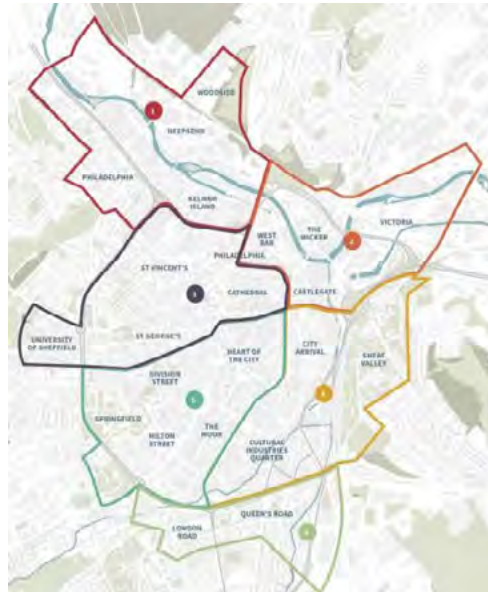 WOODSIDE
NEEPSEND
PHILADELPHIA
KELHAM
ISLAND
VICTORIA
THE
WICKER
WEST
BAR
PHILADELPHIA
ST VINCENT'S
CATHEDRAL
CASTLEGATE
ST GEORGE'S
UNIVERSITY
OF SHEFFIELD
HEART OF
THE CITY
CITY
ARRIVAL
SHEAF
VALLEY
DIVISION
STREET
SPRINGFIELD
THE
MOOR
MILTON
STREET
CULTURAL
INDUSTRIES
QUARTER
QUEEN'S ROAD
LONDON
ROAD